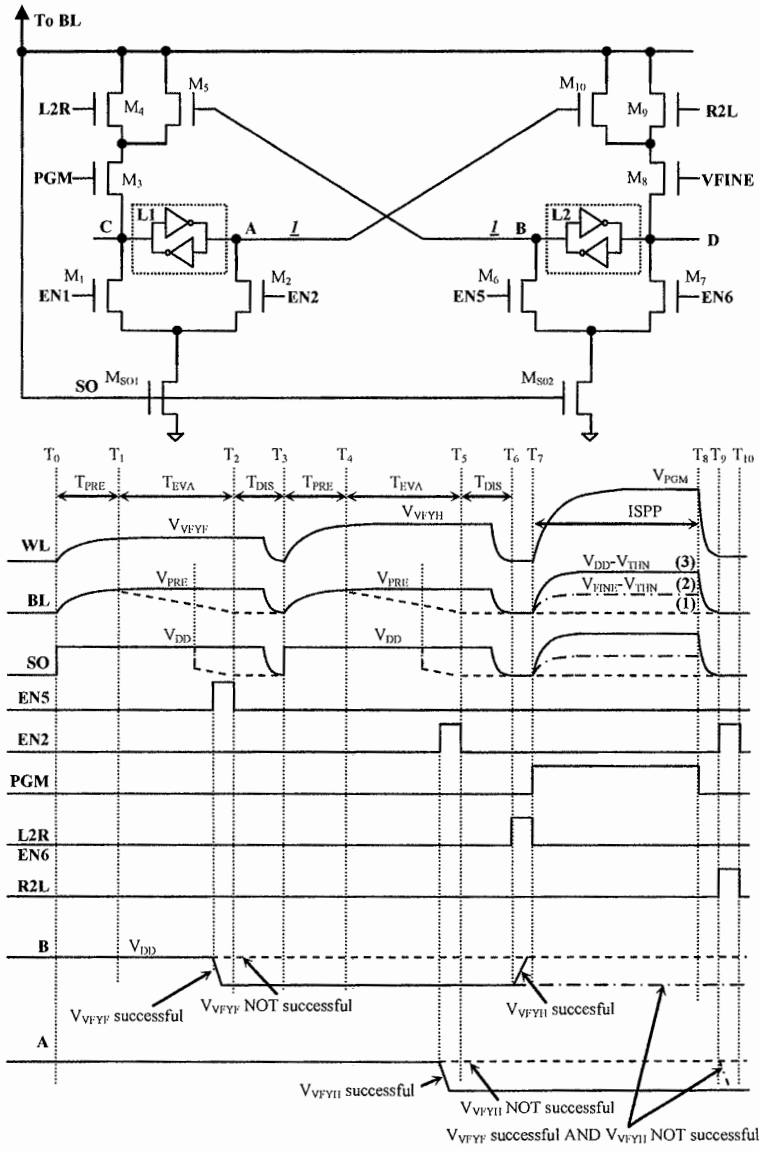 To BL
M5 M10
L2R M4 M9 R2L
PGM M3 M8 VFINE
C L1 A 1 1 B L2 D
M1 M2 M6 M7
EN1 EN2 EN5 EN6
SO MSO1 MS02
T0 T1 T2 T3 T4 T5 T6 T7 T8 T9 T10
TPRE TEVA TDIS TPRE TEVA TDIS VPGM
VVFYF VVFYH ISPP
WL
VDD-VTHN (3)
VPRE VPRE VFINE-VTHN (2)
BL (1)
VDD VDD
SO
EN5
EN2
PGM
L2R
EN6
R2L
B VDD
VVFYF successful VVFYF NOT successful VVFYH succesful
A
VVFYH successful
VVFYH NOT successful
VVFYF successful AND VVFYH NOT successful